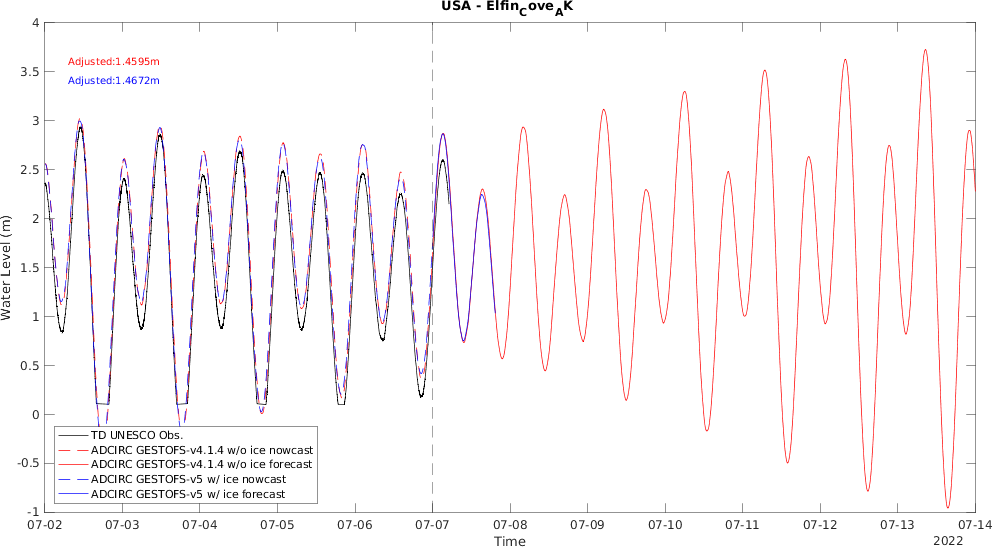 USA - ElfinCoveAK
Adjusted:1.4595m
Adjusted:1.4672m
Water Level (m)
4
3.5
3
2.5
2
1.5
1
0.5
0
-0.5
-1
TD UNESCO Obs.
ADCIRC GESTOFS-v4.1.4 w/o ice nowcast
ADCIRC GESTOFS-v4.1.4 w/o ice forecast
ADCIRC GESTOFS-v5 w/ ice nowcast
ADCIRC GESTOFS-v5 w/ ice forecast
07-02 07-03 07-04 07-05 07-06 07-07 07-08 07-09 07-10 07-11 07-12 07-13 07-14
Time
2022